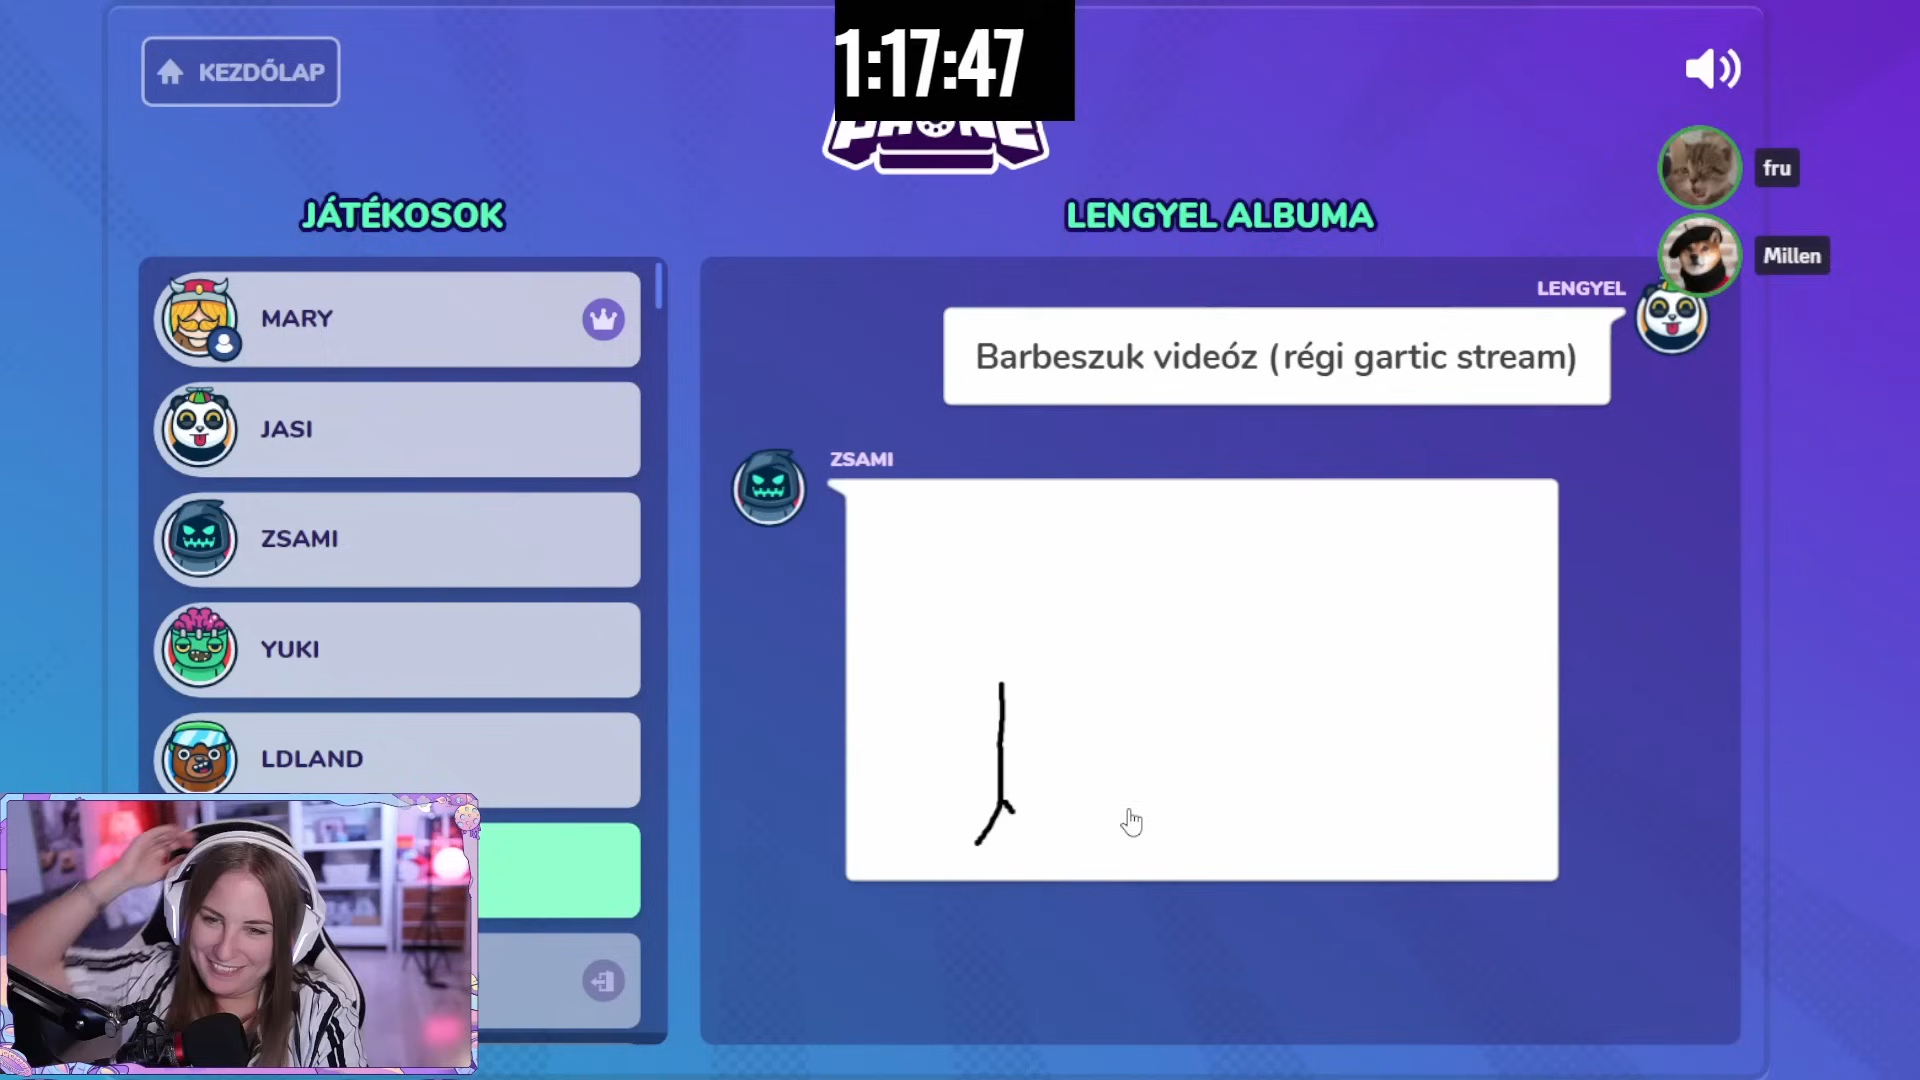 1:17:47
KEZDŐLAP
PHONE
fru
Millen
JÁTÉKOSOK
LENGYEL ALBUMA
MARY
JASI
ZSAMI
YUKI
LDLAND
LENGYEL
Barbeszuk videóz (régi gartic stream)
ZSAMI